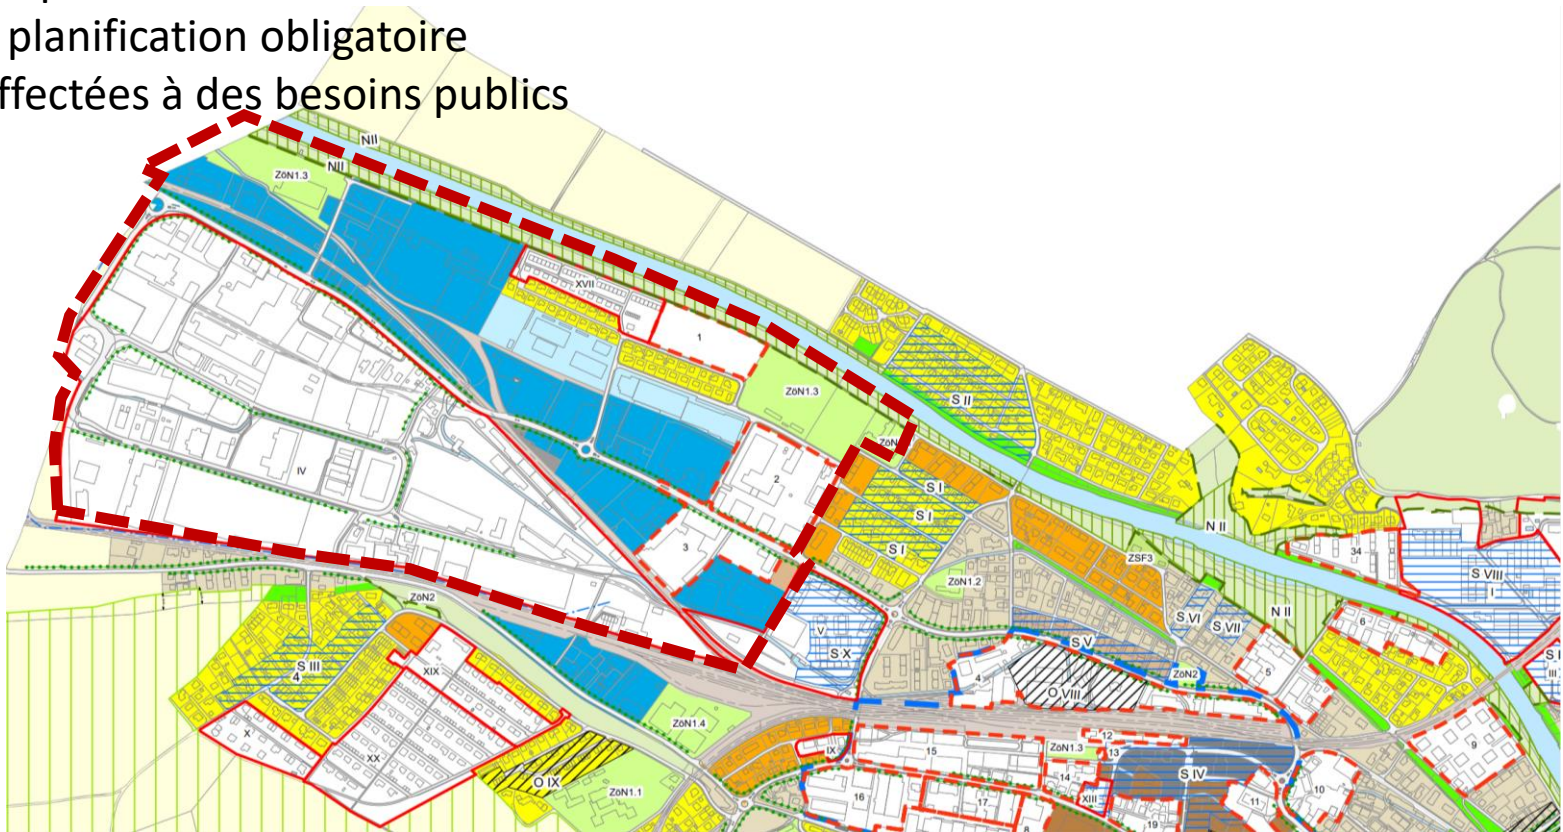 planification obligatoire
ffectées à des besoins publics
NII
NII
ZöN1.3
XVII
1
ZöN1.3
S II
ZöN
S I
S I
S I
2
3
IV
ZSF3
N II
34
S VIII
I
ZöN2
ZöN1.2
S VI
S VII
N II
6
V
S X
S V
ZöN2
5
4
O VIII
S III
4
XIX
X
XX
ZöN1.4
O IX
ZöN1.1
IX
15
12
ZöN1.3
13
14
XIII
S IV
16
17
8
19
11
10
9
III